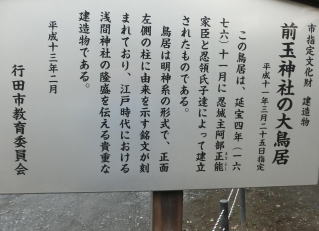 市指定文化財　建造物
前玉神社の大鳥居
平成十一年三月二十五日指定
この鳥居は、延宝四年（一六
七六）十一月に忍城主阿部正能
家臣と忍領氏子達によって建立
されたものである。
鳥居は明神系の形式で、正面
左側の柱に由来を示す銘文が刻
まれており、江戸時代における
浅間神社の隆盛を伝える貴重な
建造物である。
平成十三年二月
行田市教育委員会